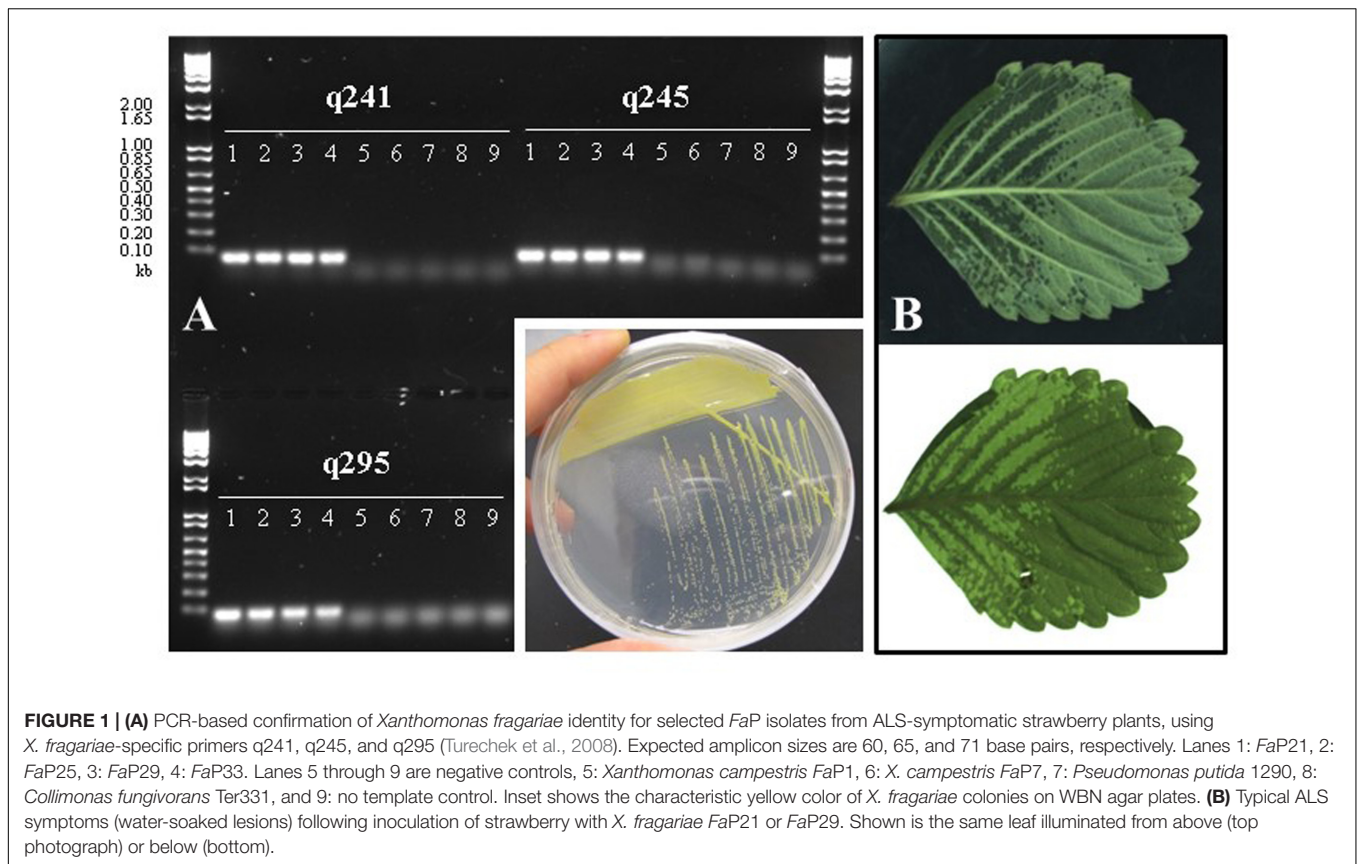 q241 q245
2.00
1.65
1.00
0.85
0.65
0.50
0.40
0.30
0.20
0.10
kb
1 2 3 4 5 6 7 8 9 1 2 3 4 5 6 7 8 9
A
q295
1 2 3 4 5 6 7 8 9
B
FIGURE 1 | (A) PCR-based confirmation of Xanthomonas fragariae identity for selected FaP isolates from ALS-symptomatic strawberry plants, using
X. fragariae-specific primers q241, q245, and q295 (Turechek et al., 2008). Expected amplicon sizes are 60, 65, and 71 base pairs, respectively. Lanes 1: FaP21, 2:
FaP25, 3: FaP29, 4: FaP33. Lanes 5 through 9 are negative controls, 5: Xanthomonas campestris FaP1, 6: X. campestris FaP7, 7: Pseudomonas putida 1290, 8:
Collimonas fungivorans Ter331, and 9: no template control. Inset shows the characteristic yellow color of X. fragariae colonies on WBN agar plates. (B) Typical ALS
symptoms (water-soaked lesions) following inoculation of strawberry with X. fragariae FaP21 or FaP29. Shown is the same leaf illuminated from above (top
photograph) or below (bottom).